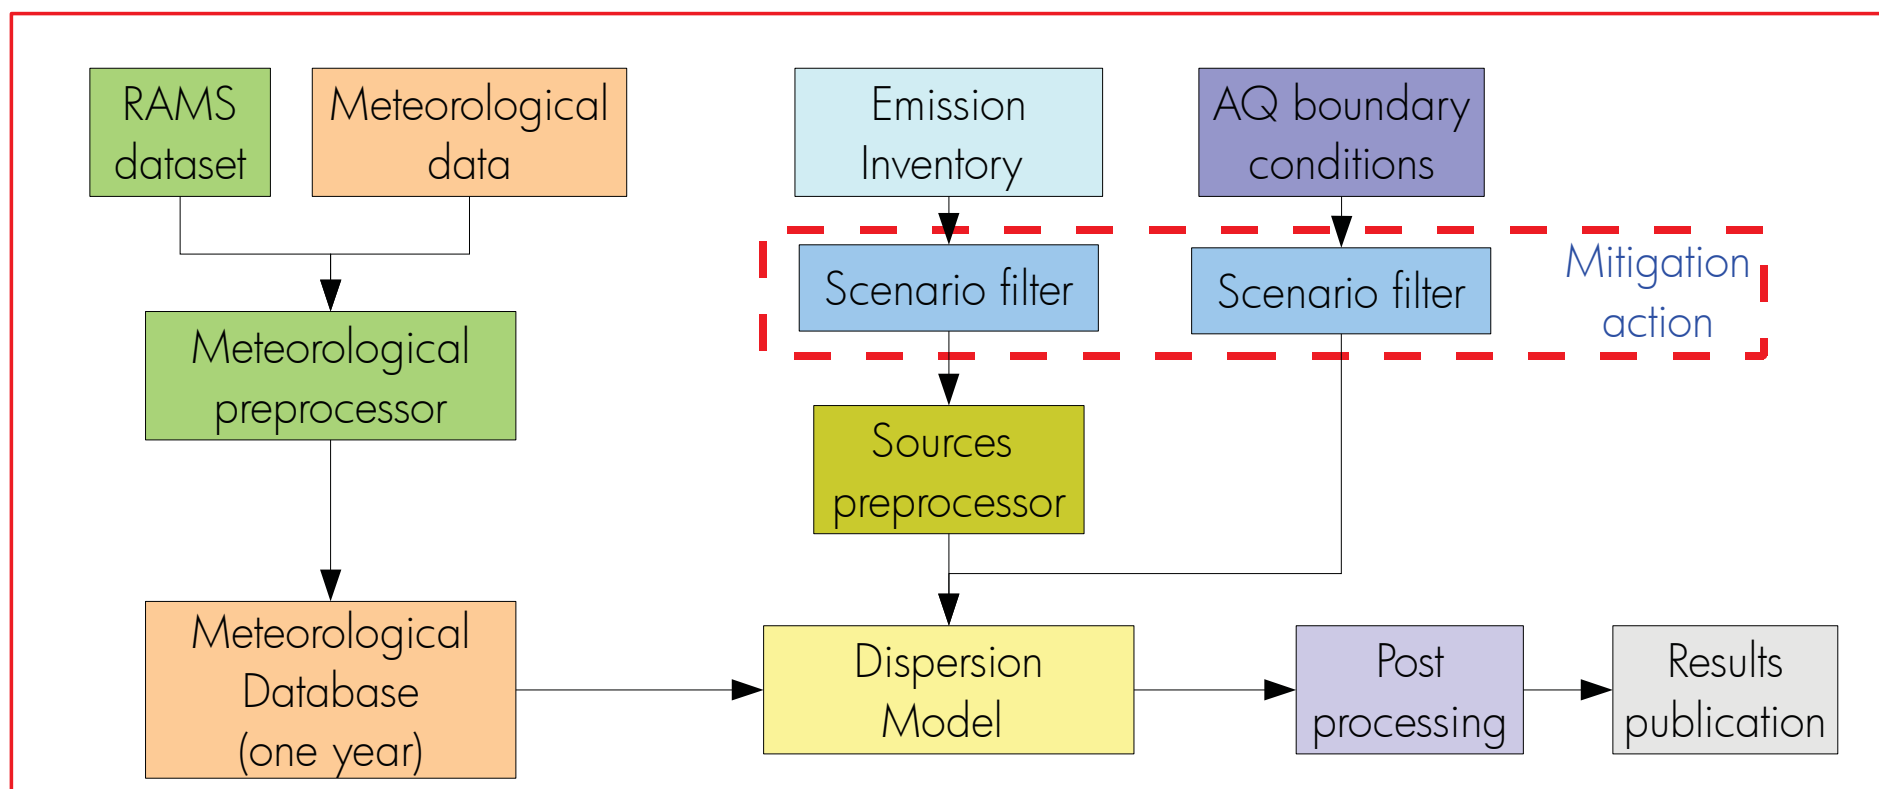 RAMS
dataset
Meteorological
data
Emission
Inventory
AQ boundary
conditions
Scenario filter
Scenario filter
Mitigation
action
Meteorological
preprocessor
Sources
preprocessor
Meteorological
Database
(one year)
Dispersion
Model
Post
processing
Results
publication